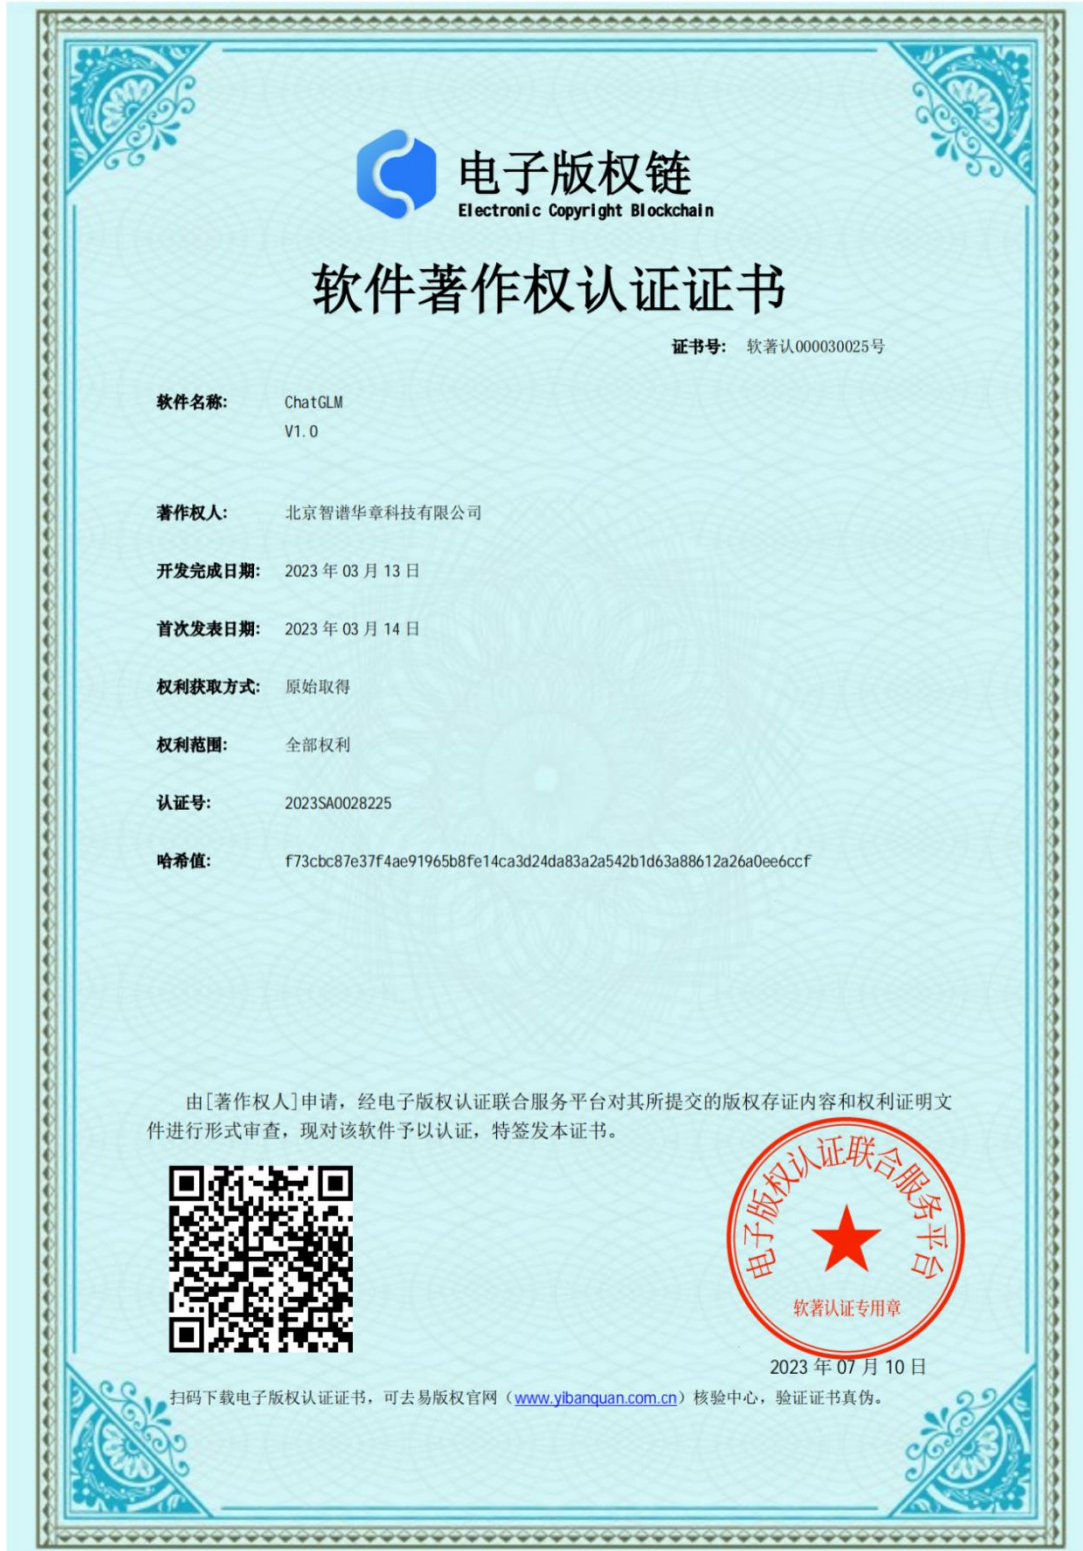 电子版权链
Electronic Copyright Blockchain
软件著作权认证证书
证书号: 软著认000030025号
软件名称: ChatGLM
V1.0
著作权人: 北京智谱华章科技有限公司
开发完成日期: 2023 年 03 月 13 日
首次发表日期: 2023 年 03 月 14 日
权利获取方式: 原始取得
权利范围: 全部权利
认证号: 2023SA0028225
哈希值: f73cbc87e37f4ae91965b8fe14ca3d24da83a2a542b1d63a88612a26a0ee6ccf
由[著作权人]申请，经电子版权认证联合服务平台对其所提交的版权存证内容和权利证明文
件进行形式审查，现对该软件予以认证，特签发本证书。
电子版权认证联合服务平台
软著认证专用章
2023 年 07 月 10 日
扫码下载电子版权认证证书，可去易版权官网（www.yibanquan.com.cn）核验中心，验证证书真伪。